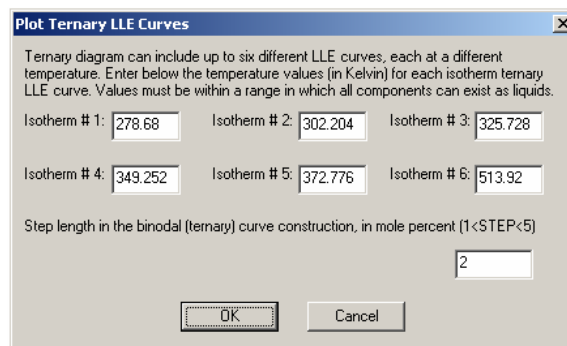 Plot Ternary LLE Curves
Ternary diagram can include up to six different LLE curves, each at a different
temperature. Enter below the temperature values (in Kelvin) for each isotherm ternary
LLE curve. Values must be within a range in which all components can exist as liquids.
Isotherm # 1: 278.68 Isotherm # 2: 302.204 Isotherm # 3: 325.728
Isotherm # 4: 349.252 Isotherm # 5: 372.776 Isotherm # 6: 513.92
Step length in the binodal (ternary) curve construction, in mole percent (1<STEP<5)
2
OK Cancel